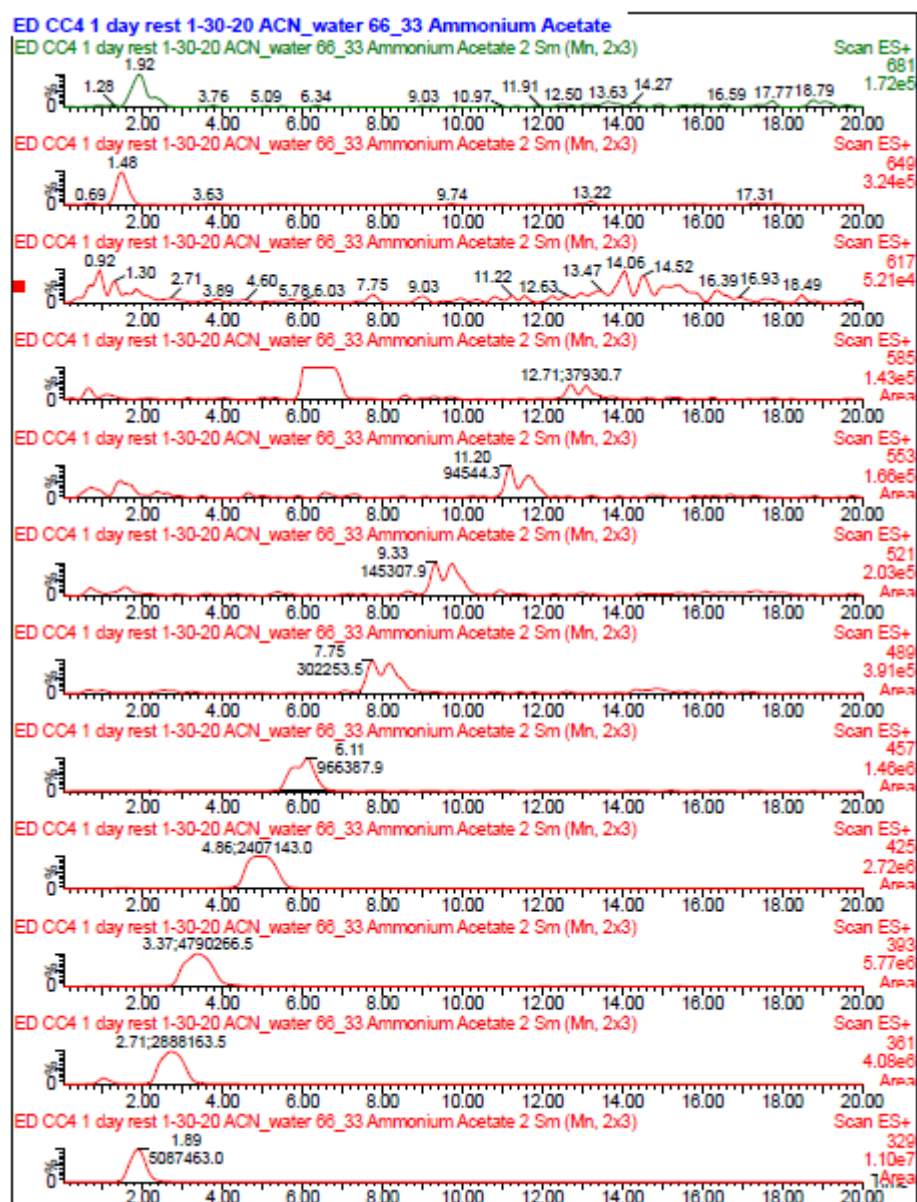 ED CC4 1 day rest 1-30-20 ACN_water 66_33 Ammonium Acetate
ED CC4 1 day rest 1-30-20 ACN_water 66_33 Ammonium Acetate 2 Sm (Mn, 2x3) Scan ES+
681
1.72e5
1.28 1.92 3.76 5.09 6.34 9.03 10.97 11.91 12.50 13.63 14.27 16.59 17.77 18.79
%
0
2.00 4.00 6.00 8.00 10.00 12.00 14.00 16.00 18.00 20.00
ED CC4 1 day rest 1-30-20 ACN_water 66_33 Ammonium Acetate 2 Sm (Mn, 2x3) Scan ES+
649
3.24e5
0.69 1.48 3.63 9.74 13.22 17.31
%
0
2.00 4.00 6.00 8.00 10.00 12.00 14.00 16.00 18.00 20.00
ED CC4 1 day rest 1-30-20 ACN_water 66_33 Ammonium Acetate 2 Sm (Mn, 2x3) Scan ES+
617
5.21e4
0.92 1.30 2.71 3.89 4.60 5.78 6.03 7.75 9.03 11.22 12.63 13.47 14.06 14.52 16.39 16.93 18.49
%
0
2.00 4.00 6.00 8.00 10.00 12.00 14.00 16.00 18.00 20.00
ED CC4 1 day rest 1-30-20 ACN_water 66_33 Ammonium Acetate 2 Sm (Mn, 2x3) Scan ES+
585
1.43e5
Area
12.71;37930.7
%
0
2.00 4.00 6.00 8.00 10.00 12.00 14.00 16.00 18.00 20.00
ED CC4 1 day rest 1-30-20 ACN_water 66_33 Ammonium Acetate 2 Sm (Mn, 2x3) Scan ES+
553
1.66e5
Area
11.20
94544.3
%
0
2.00 4.00 6.00 8.00 10.00 12.00 14.00 16.00 18.00 20.00
ED CC4 1 day rest 1-30-20 ACN_water 66_33 Ammonium Acetate 2 Sm (Mn, 2x3) Scan ES+
521
2.03e5
Area
9.33
145307.9
%
0
2.00 4.00 6.00 8.00 10.00 12.00 14.00 16.00 18.00 20.00
ED CC4 1 day rest 1-30-20 ACN_water 66_33 Ammonium Acetate 2 Sm (Mn, 2x3) Scan ES+
489
3.91e5
Area
7.75
302253.5
%
0
2.00 4.00 6.00 8.00 10.00 12.00 14.00 16.00 18.00 20.00
ED CC4 1 day rest 1-30-20 ACN_water 66_33 Ammonium Acetate 2 Sm (Mn, 2x3) Scan ES+
457
1.46e6
Area
6.11
966387.9
%
0
2.00 4.00 6.00 8.00 10.00 12.00 14.00 16.00 18.00 20.00
ED CC4 1 day rest 1-30-20 ACN_water 66_33 Ammonium Acetate 2 Sm (Mn, 2x3) Scan ES+
425
2.72e6
Area
4.86;2407143.0
%
0
2.00 4.00 6.00 8.00 10.00 12.00 14.00 16.00 18.00 20.00
ED CC4 1 day rest 1-30-20 ACN_water 66_33 Ammonium Acetate 2 Sm (Mn, 2x3) Scan ES+
393
5.77e6
Area
3.37;4790266.5
%
0
2.00 4.00 6.00 8.00 10.00 12.00 14.00 16.00 18.00 20.00
ED CC4 1 day rest 1-30-20 ACN_water 66_33 Ammonium Acetate 2 Sm (Mn, 2x3) Scan ES+
361
4.08e6
Area
2.71;2888163.5
%
0
2.00 4.00 6.00 8.00 10.00 12.00 14.00 16.00 18.00 20.00
ED CC4 1 day rest 1-30-20 ACN_water 66_33 Ammonium Acetate 2 Sm (Mn, 2x3) Scan ES+
329
1.10e7
1.89
5087463.0
%
0
2.00 4.00 6.00 8.00 10.00 12.00 14.00 16.00 18.00 20.00